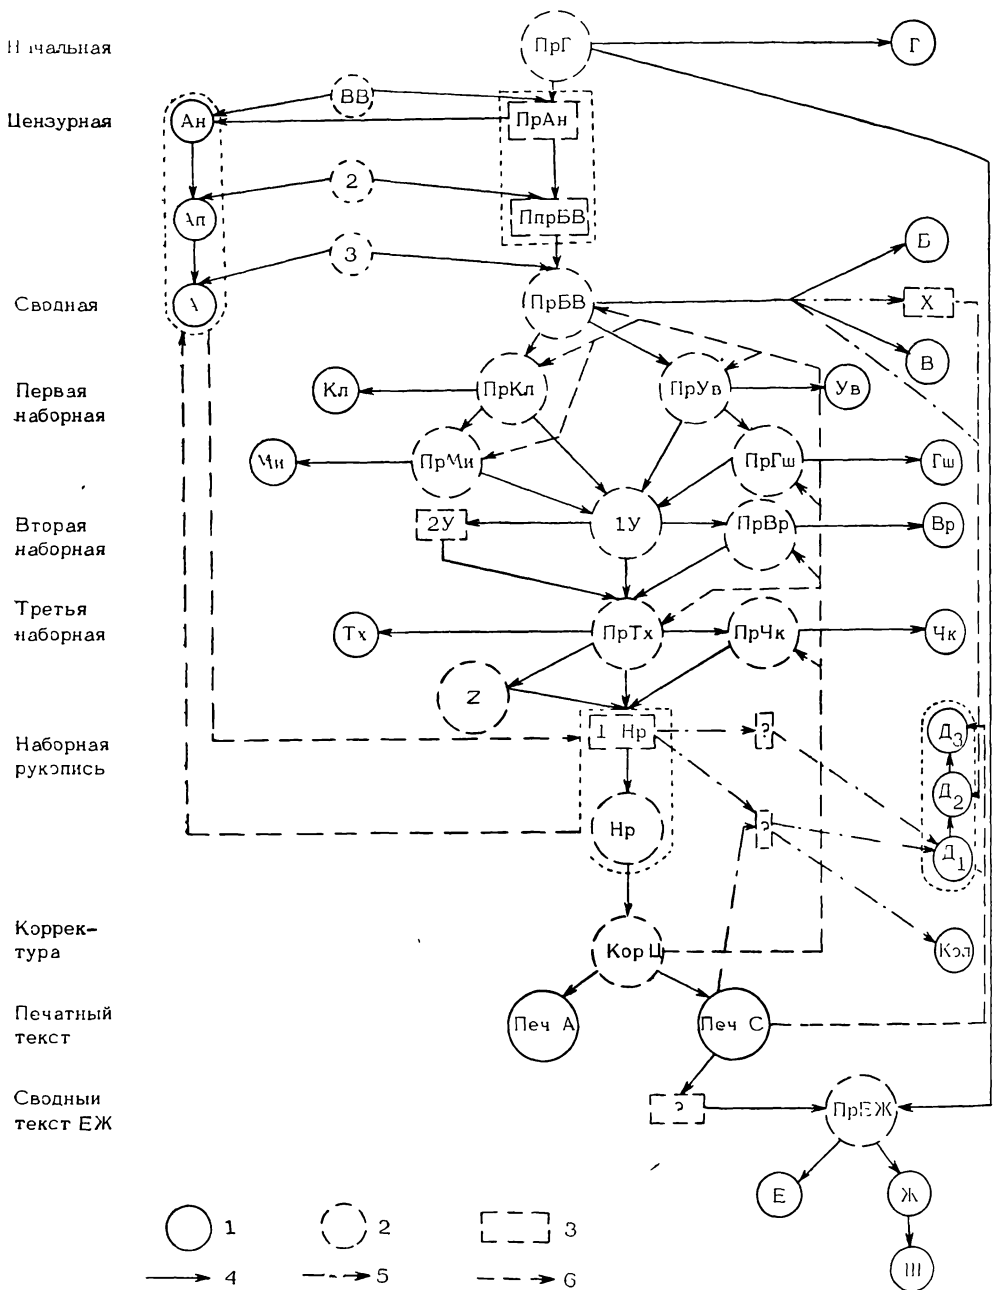 Начальная
ПрГ
Г
ВВ
Цензурная
Ан
ПрАн
2
Ап
ПпрБВ
3
Б
Сводная
А
ПрБВ
Х
В
Первая
наборная
Кл
ПрКл
ПрУв
Ув
Ми
ПрМи
ПрГш
Гш
Вторая
наборная
2У
1У
ПрВр
Вр
Третья
наборная
Тх
ПрТх
ПрЧк
Чк
Z
Наборная
рукопись
1 Нр
?
Д3
Д2
Нр
?
Д1
Коррек-
тура
Кор Ц
Кол
Печатный
текст
Печ А
Печ С
Сводный
текст ЕЖ
?
ПрЕЖ
Е
Ж
1
2
3
Ш
4
5
6